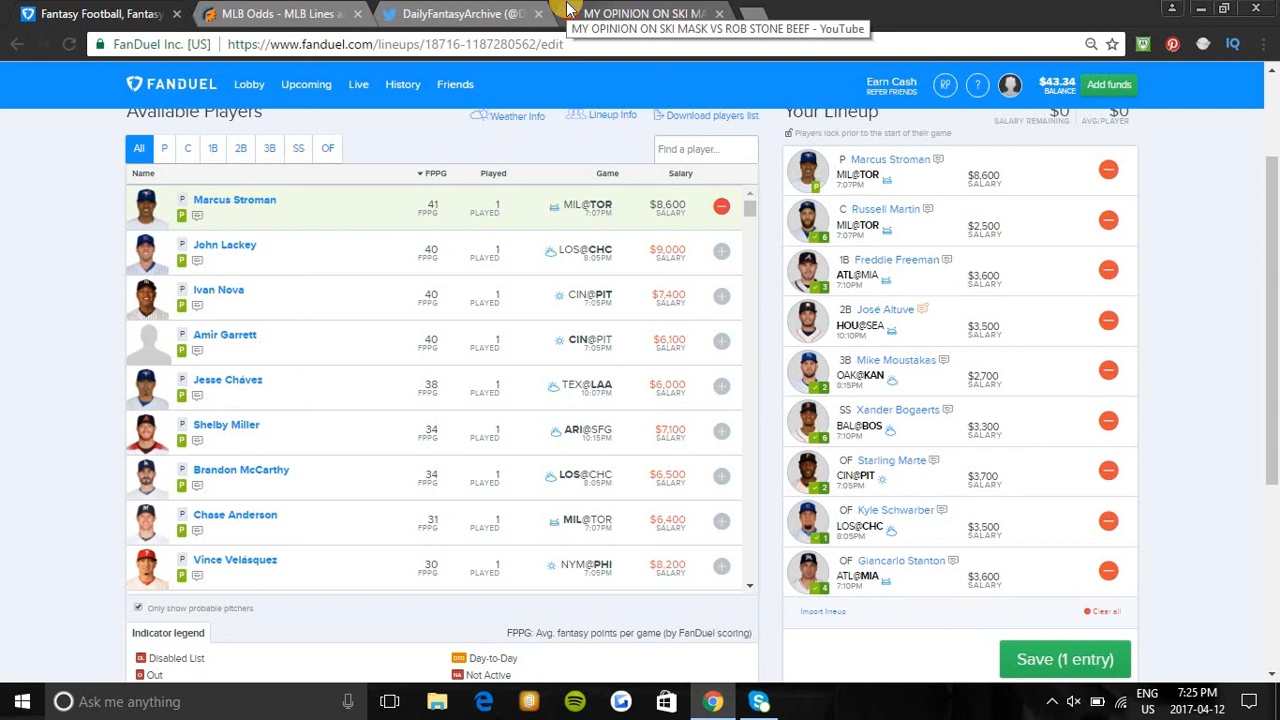 Fantasy Football, Fantasy
MLB Odds - MLB Lines a
DailyFantasyArchive (@D
MY OPINION ON SKI MA
MY OPINION ON SKI MASK VS ROB STONE BEEF - YouTube
FanDuel Inc. [US]
https://www.fanduel.com/lineups/18716-1187280562/edit
FANDUEL
Lobby
Upcoming
Live
History
Friends
Earn Cash
REFER FRIENDS
RP
?
$43.34
BALANCE
Add funds
Available Players
Weather Info
Lineup Info
Download players list
All
P
C
1B
2B
3B
SS
OF
Find a player...
Name
FPPG
Played
Game
Salary
P Marcus Stroman
P
41
FPPG
1
PLAYED
MIL@TOR
7:07PM
$8,600
SALARY
P John Lackey
P
40
FPPG
1
PLAYED
LOS@CHC
8:05PM
$9,000
SALARY
P Ivan Nova
P
40
FPPG
1
PLAYED
CIN@PIT
7:05PM
$7,400
SALARY
P Amir Garrett
P
40
FPPG
1
PLAYED
CIN@PIT
7:05PM
$6,100
SALARY
P Jesse Chávez
P
38
FPPG
1
PLAYED
TEX@LAA
10:07PM
$6,000
SALARY
P Shelby Miller
P
34
FPPG
1
PLAYED
ARI@SFG
10:15PM
$7,100
SALARY
P Brandon McCarthy
P
34
FPPG
1
PLAYED
LOS@CHC
8:05PM
$6,500
SALARY
P Chase Anderson
P
31
FPPG
1
PLAYED
MIL@TOR
7:07PM
$6,400
SALARY
P Vince Velásquez
P
30
FPPG
1
PLAYED
NYM@PHI
7:05PM
$8,200
SALARY
Only show probable pitchers
Indicator legend
FPPG: Avg. fantasy points per game (by FanDuel scoring)
Disabled List
Day-to-Day
Out
NA Not Active
Your Lineup
$0
SALARY REMAINING
$0
AVG/PLAYER
Players lock prior to the start of their game
P Marcus Stroman
MIL@TOR
7:07PM
$8,600
SALARY
P
C Russell Martin
MIL@TOR
7:07PM
$2,500
SALARY
6
1B Freddie Freeman
ATL@MIA
7:10PM
$3,600
SALARY
3
2B José Altuve
HOU@SEA
10:10PM
$3,500
SALARY
3B Mike Moustakas
OAK@KAN
8:15PM
$2,700
SALARY
2
SS Xander Bogaerts
BAL@BOS
7:10PM
$3,300
SALARY
6
OF Starling Marte
CIN@PIT
7:05PM
$3,700
SALARY
2
OF Kyle Schwarber
LOS@CHC
8:05PM
$3,500
SALARY
1
OF Giancarlo Stanton
ATL@MIA
7:10PM
$3,600
SALARY
4
Import lineup
Clear all
Save (1 entry)
Ask me anything
ENG
US
7:25 PM
2017-04-12